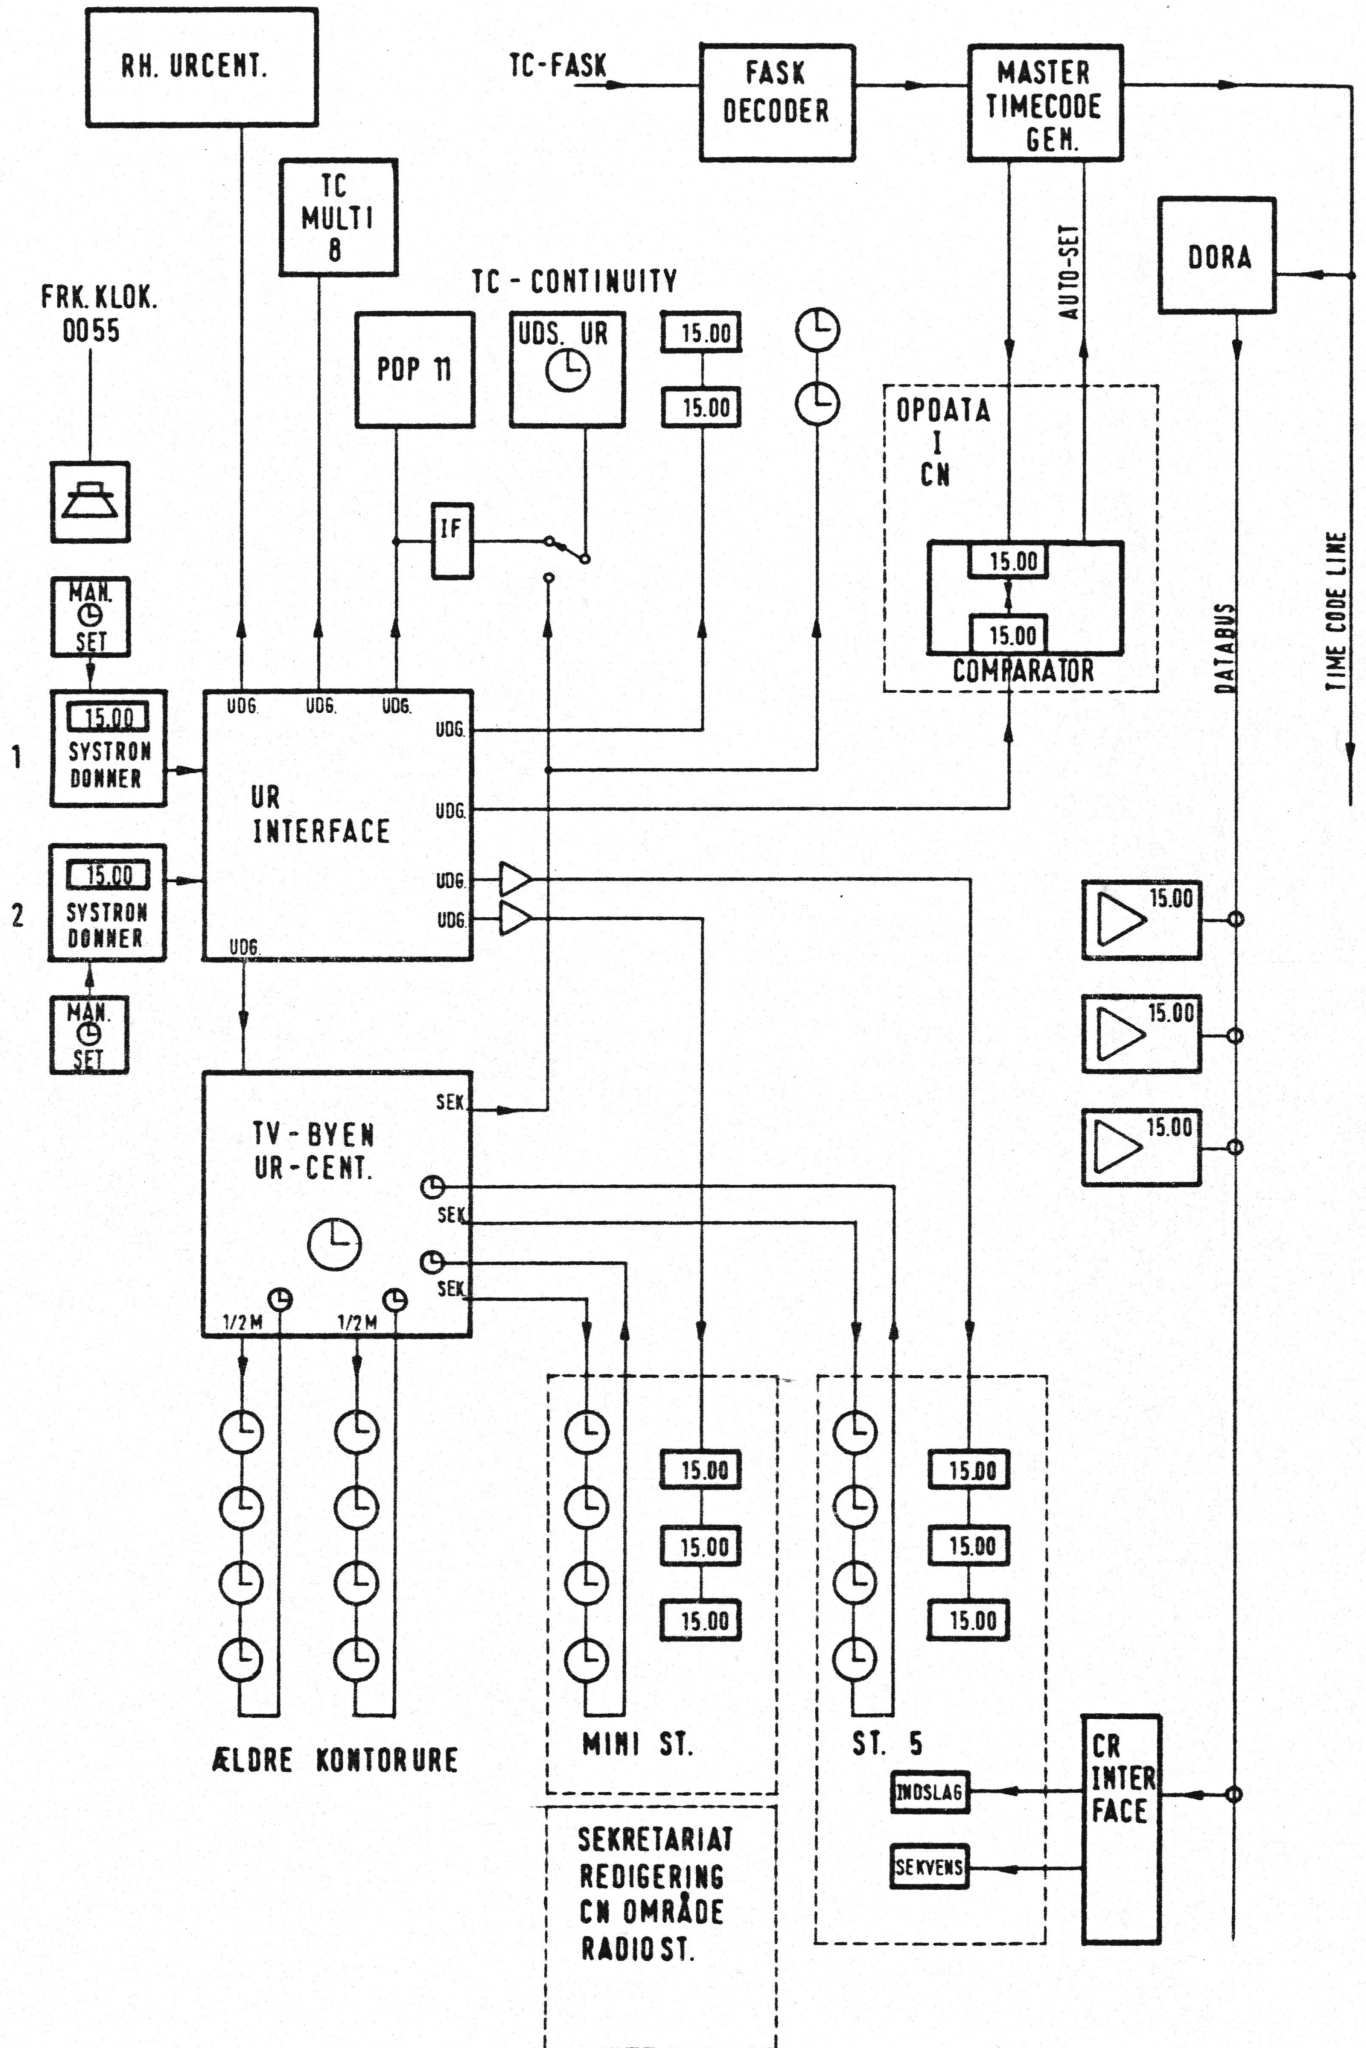 RH. URCENT.
TC-FASK
FASK
DECODER
MASTER
TIMECODE
GEN.
TC
MULTI
8
AUTO-SET
DORA
FRK. KLOK.
0055
TC - CONTINUITY
PDP 11
UDS. UR
15.00
15.00
OPDATA
I
CN
IF
15.00
15.00
COMPARATOR
DATABUS
TIME CODE LINE
MAN.
SET
1
15.00
SYSTRON
DONNER
UDG.
UDG.
UDG.
UDG.
UR
INTERFACE
UDG.
UDG.
UDG.
UDG.
2
15.00
SYSTRON
DONNER
MAN.
SET
15.00
15.00
15.00
TV - BYEN
UR - CENT.
SEK
SEK
SEK
1/2 M
1/2 M
15.00
15.00
15.00
15.00
15.00
15.00
ÆLDRE KONTORURE
MINI ST.
ST. 5
INDSLAG
SEKVENS
CR
INTER
FACE
SEKRETARIAT
REDIGERING
CN OMRÅDE
RADIOST.